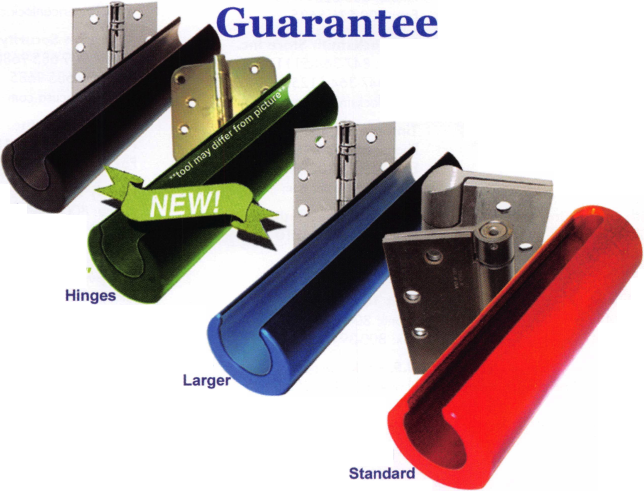 Guarantee
**tool may differ from picture**
NEW!
Hinges
Larger
Standard